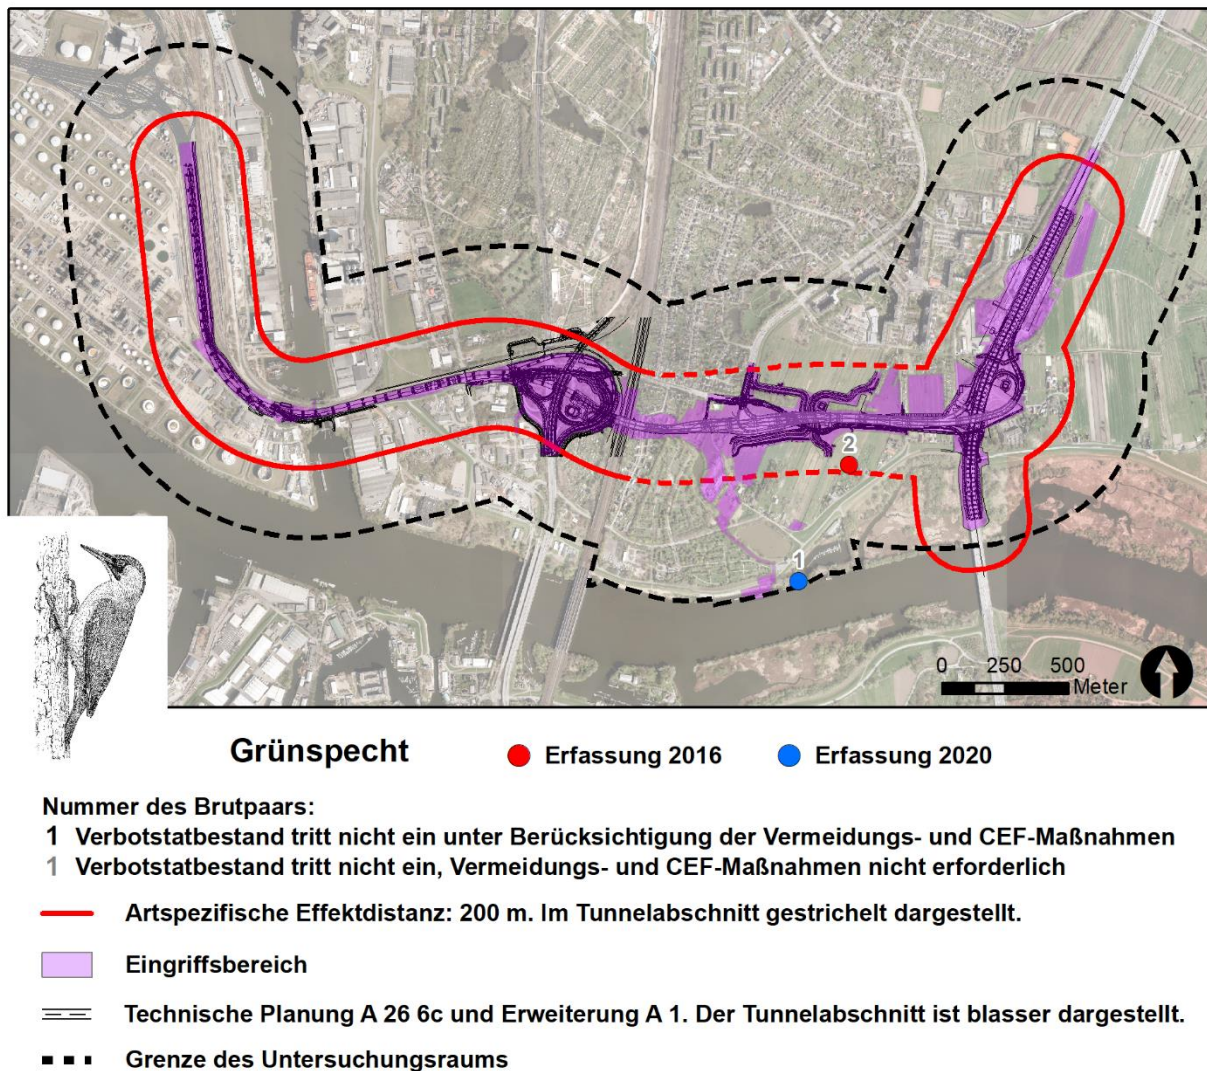 2
1
0 250 500
Meter
Grünspecht
Erfassung 2016
Erfassung 2020
Nummer des Brutpaars:
1 Verbotstatbestand tritt nicht ein unter Berücksichtigung der Vermeidungs- und CEF-Maßnahmen
1 Verbotstatbestand tritt nicht ein, Vermeidungs- und CEF-Maßnahmen nicht erforderlich
Artspezifische Effektdistanz: 200 m. Im Tunnelabschnitt gestrichelt dargestellt.
Eingriffsbereich
Technische Planung A 26 6c und Erweiterung A 1. Der Tunnelabschnitt ist blasser dargestellt.
Grenze des Untersuchungsraums